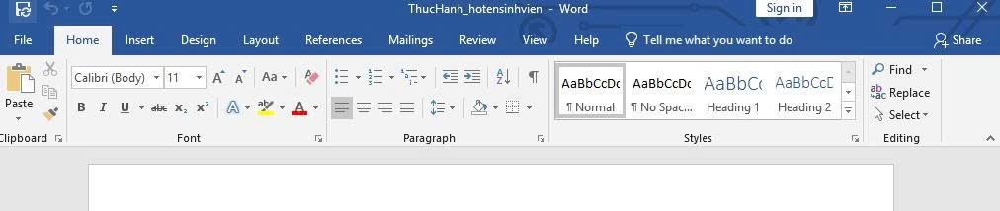 ThucHanh_hotensinhvien - Word
Sign in
File Home Insert Design Layout References Mailings Review View Help Tell me what you want to do Share
Paste
Calibri (Body) 11 A A Aa A
B I U abc X₂ X² A ab A
A Z ¶
AaBbCcDc AaBbCcDc AaBbCc AaBbCcE
¶ Normal ¶ No Spac... Heading 1 Heading 2
Find
Replace
Select
Clipboard Font Paragraph Styles Editing